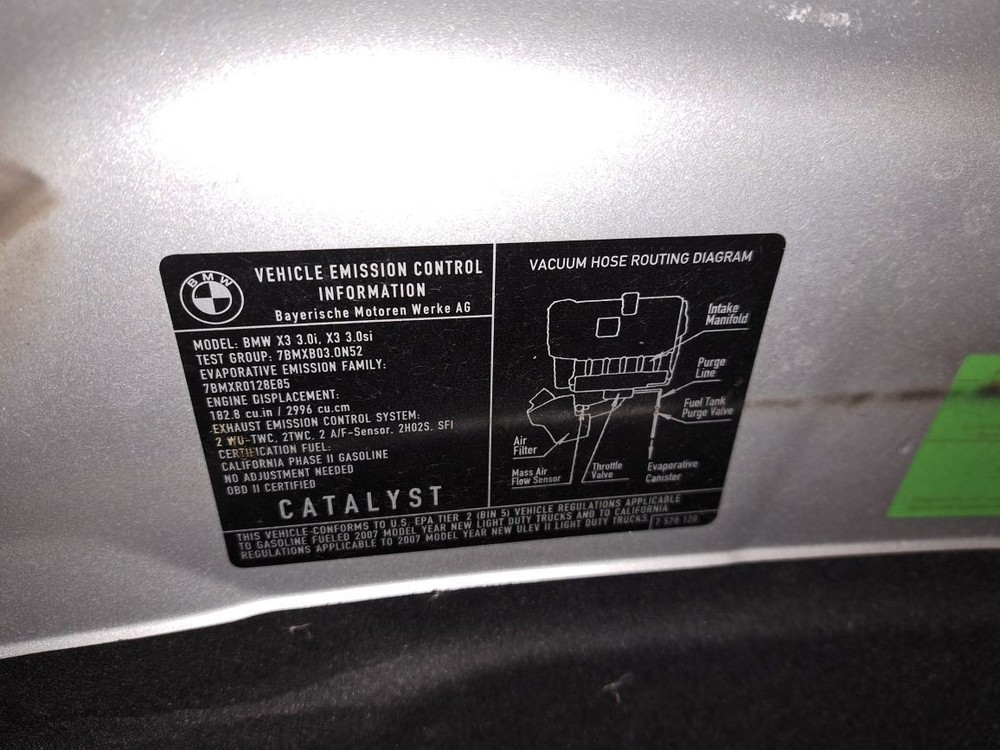 BMW
VEHICLE EMISSION CONTROL
INFORMATION
Bayerische Motoren Werke AG
MODEL: BMW X3 3.0i, X3 3.0si
TEST GROUP: 7BMXB03.0N52
EVAPORATIVE EMISSION FAMILY:
7BMXR0128E85
ENGINE DISPLACEMENT:
182.8 cu.in / 2996 cu.cm
EXHAUST EMISSION CONTROL SYSTEM:
2 WU-TWC, 2TWC, 2 A/F-Sensor, 2HO2S, SFI
CERTIFICATION FUEL:
CALIFORNIA PHASE II GASOLINE
NO ADJUSTMENT NEEDED
OBD II CERTIFIED
CATALYST
VACUUM HOSE ROUTING DIAGRAM
Intake
Manifold
Purge
Line
Fuel Tank
Purge Valve
Air
Filter
Mass Air
Flow Sensor
Throttle
Valve
Evaporative
Canister
THIS VEHICLE CONFORMS TO U.S. EPA TIER 2 (BIN 5) VEHICLE REGULATIONS APPLICABLE
TO GASOLINE FUELED 2007 MODEL YEAR NEW LIGHT DUTY TRUCKS AND TO CALIFORNIA
REGULATIONS APPLICABLE TO 2007 MODEL YEAR NEW ULEV II LIGHT DUTY TRUCKS